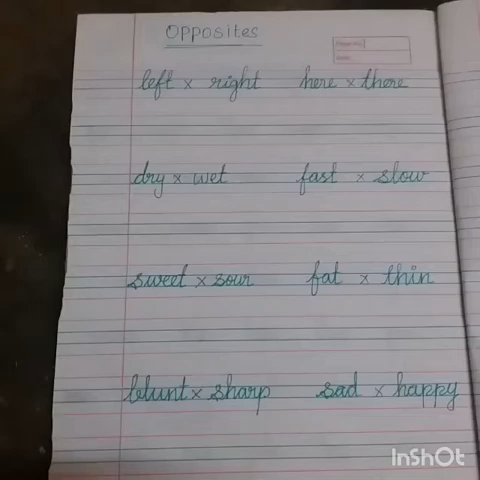 Opposites
left × right here × there
dry × wet fast × slow
sweet × sour fat × thin
blunt × sharp sad × happy
InShOt